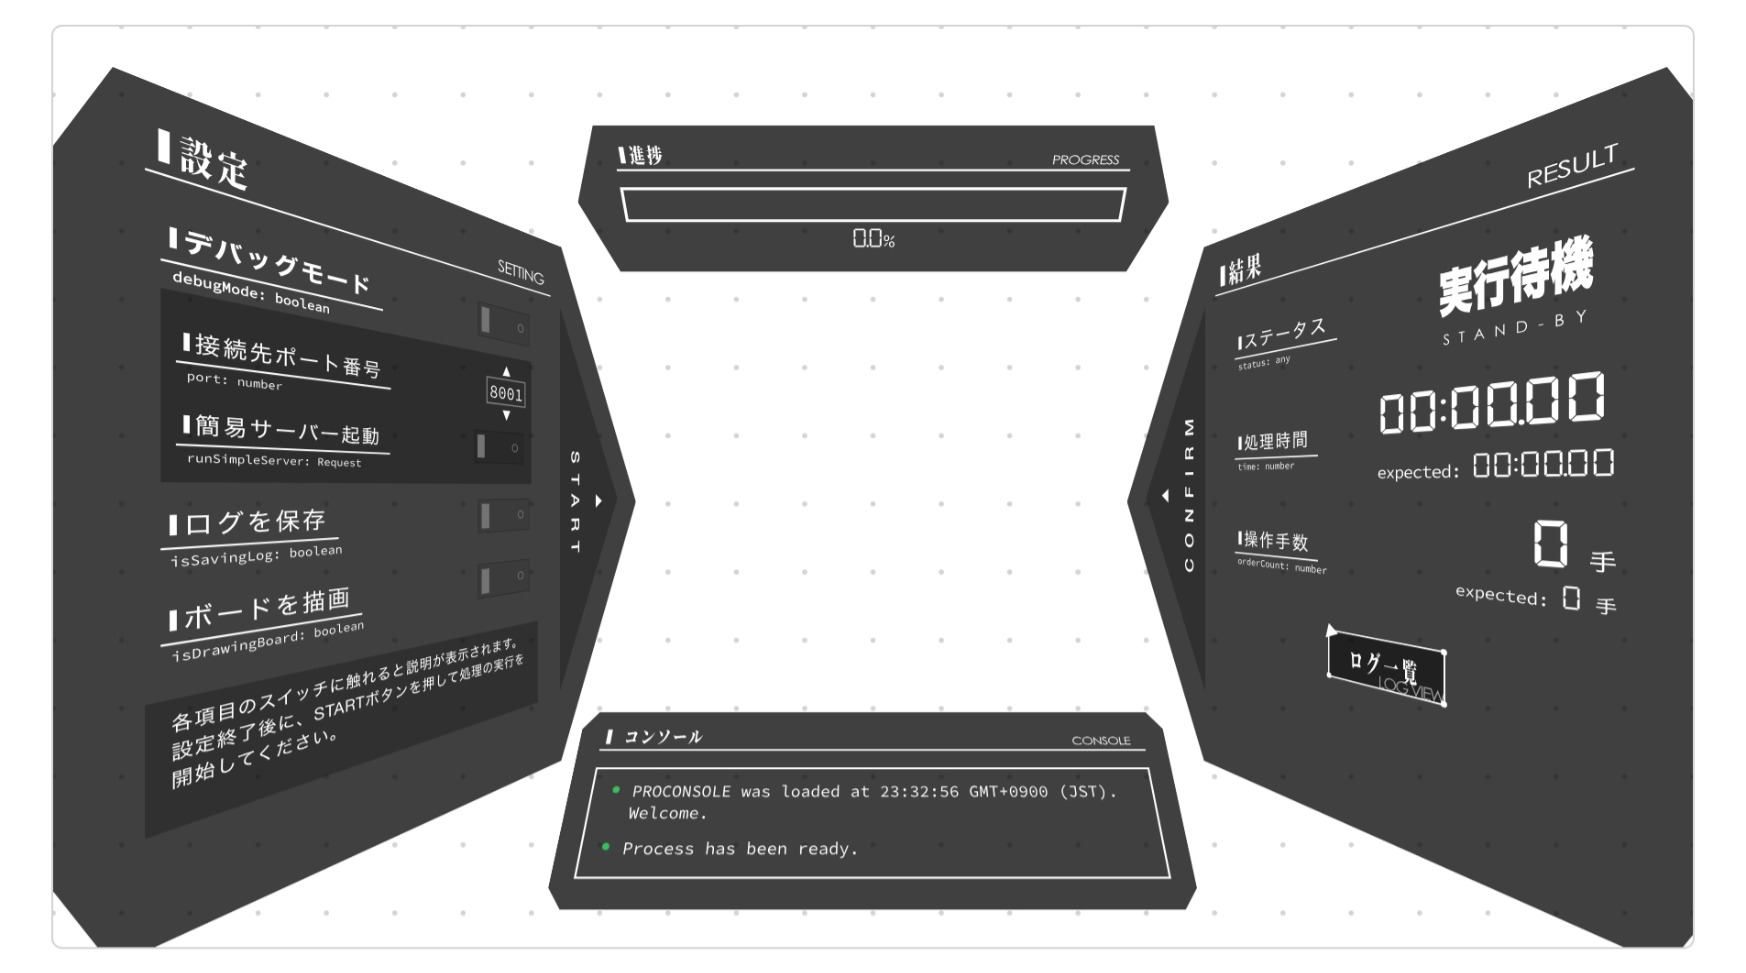 設定
SETTING
デバッグモード
debugMode: boolean
0
接続先ポート番号
port: number
8001
簡易サーバー起動
runSimpleServer: Request
0
ログを保存
isSavingLog: boolean
0
ボードを描画
isDrawingBoard: boolean
0
各項目のスイッチに触れると説明が表示されます。
設定終了後に、STARTボタンを押して処理の実行を
開始してください。
START
進捗
PROGRESS
0.0%
コンソール
CONSOLE
PROCONSOLE was loaded at 23:32:56 GMT+0900 (JST).
Welcome.
Process has been ready.
CONFIRM
結果
RESULT
ステータス
status: any
実行待機
STAND-BY
処理時間
time: number
00:00.00
expected: 00:00.00
操作手数
orderCount: number
0 手
expected: 0 手
ログ一覧
LOG VIEW